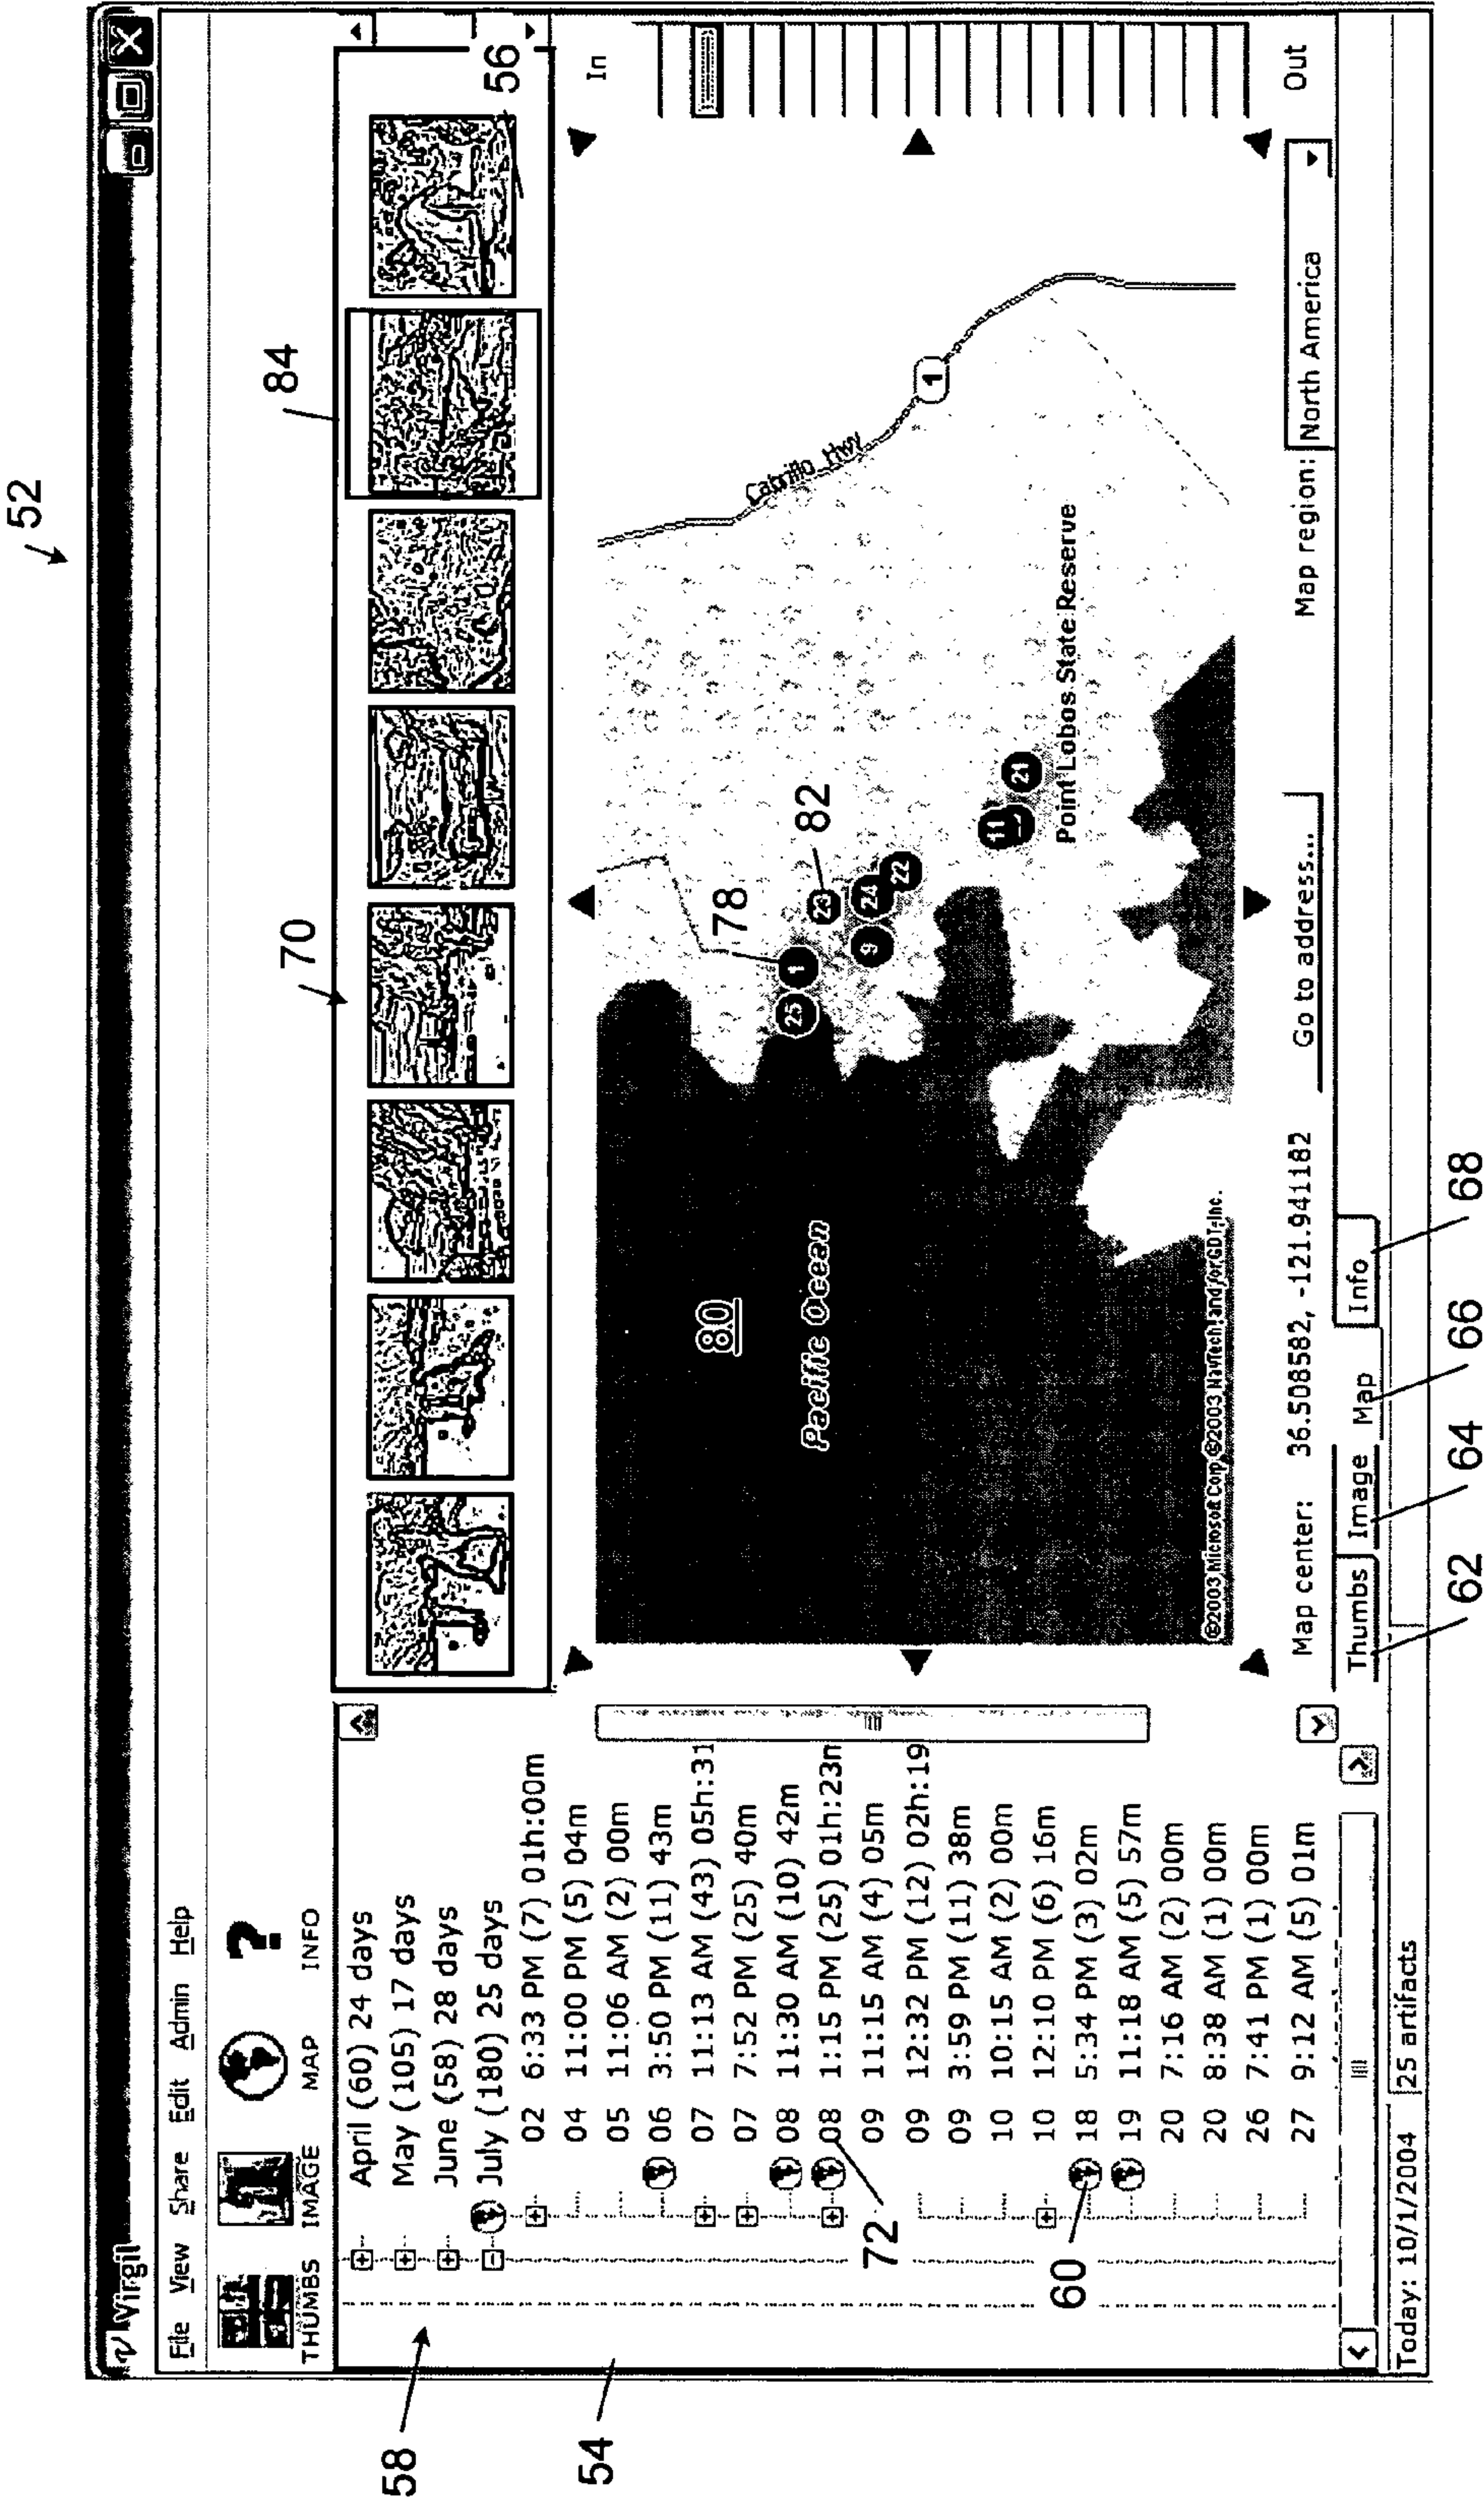 52
Virgil
File View Share Edit Admin Help
THUMBS IMAGE MAP INFO
70
84
56
58
54
April (60) 24 days
May (105) 17 days
June (58) 28 days
July (180) 25 days
02 6:33 PM (7) 01h:00m
04 11:00 PM (5) 04m
05 11:06 AM (2) 00m
06 3:50 PM (11) 43m
07 11:13 AM (43) 05h:31
07 7:52 PM (25) 40m
08 11:30 AM (10) 42m
08 1:15 PM (25) 01h:23m
09 11:15 AM (4) 05m
09 12:32 PM (12) 02h:19
09 3:59 PM (11) 38m
10 10:15 AM (2) 00m
10 12:10 PM (6) 16m
18 5:34 PM (3) 02m
19 11:18 AM (5) 57m
20 7:16 AM (2) 00m
20 8:38 AM (1) 00m
26 7:41 PM (1) 00m
27 9:12 AM (5) 01m
72
60
In
Out
80
Pacific Ocean
78
82
25
1
23
9
24
22
11
21
Cabrillo Hwy
1
Point Lobos State Reserve
©2003 Microsoft Corp ©2003 NavTech, and/or GDT, Inc.
Map center: 36.508582, -121.941182
Go to address...
Map region: North America
Thumbs Image Map Info
Today: 10/1/2004 25 artifacts
62 64 66 68